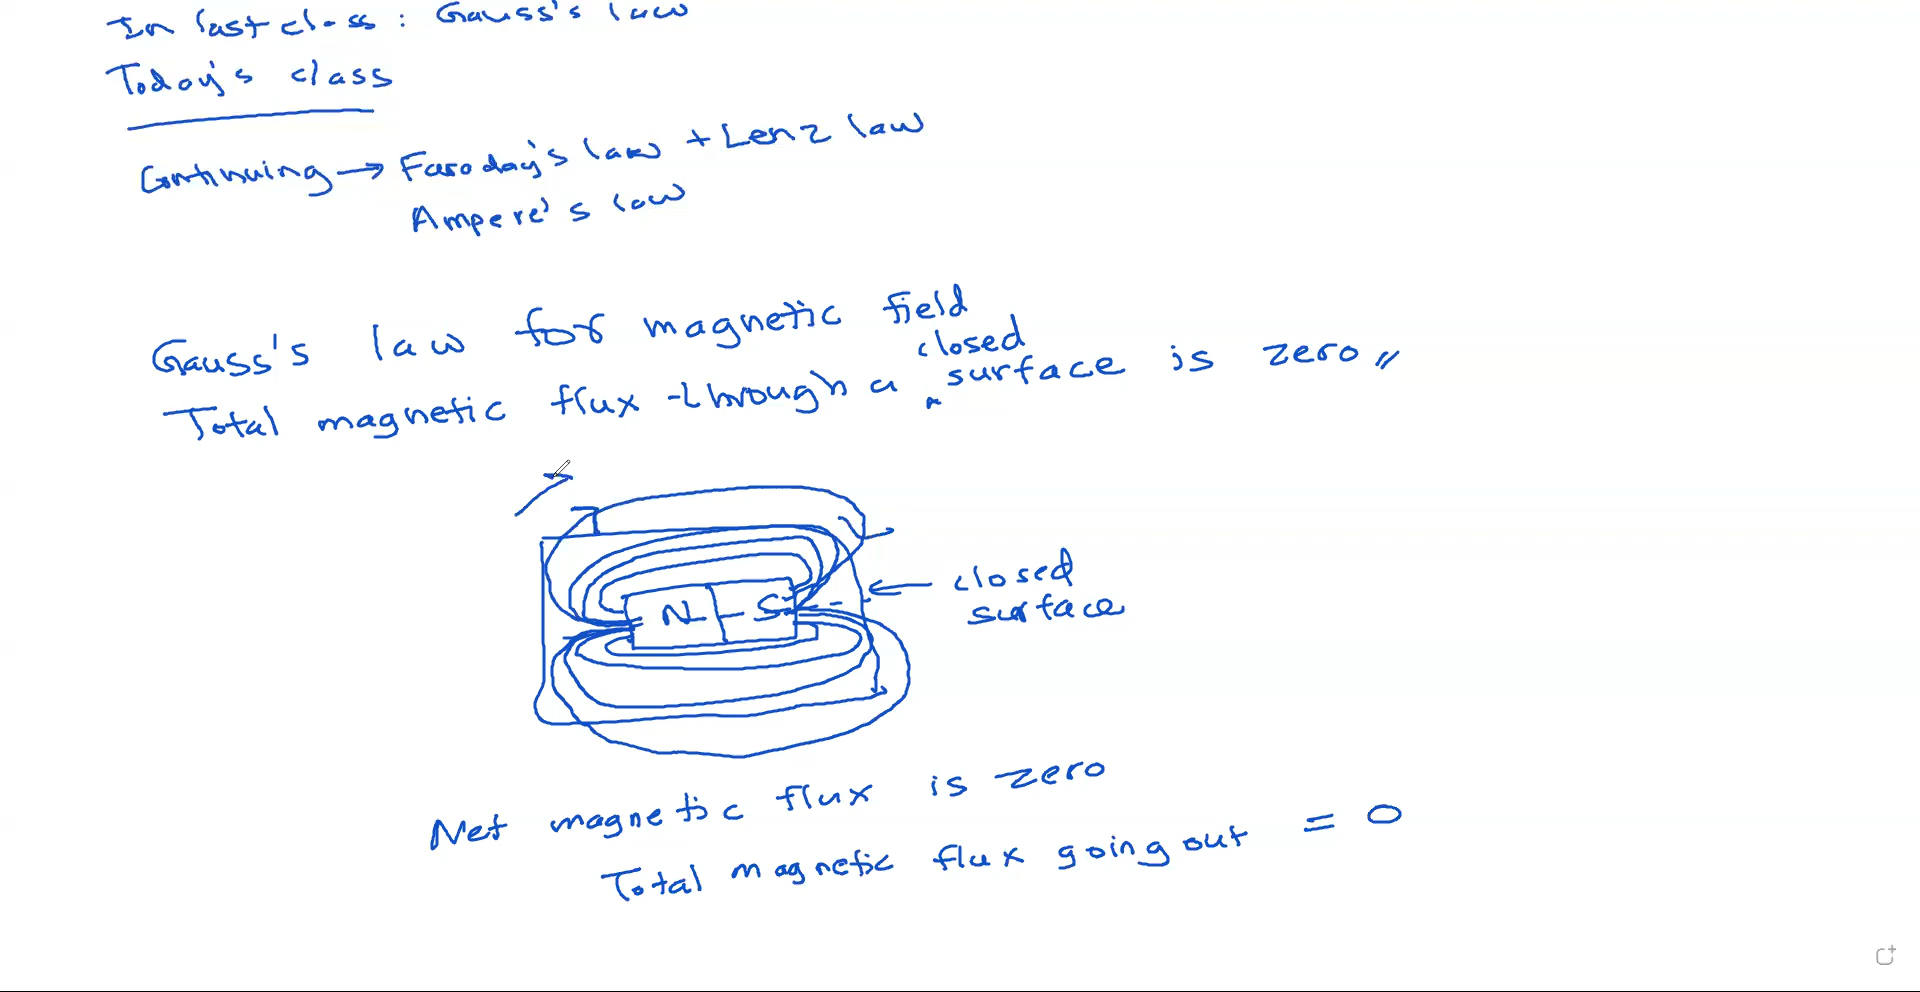 In last class : Gauss's law
Today's class
Continuing → Faraday's law + Lenz law
Ampere's law
Gauss's law for magnetic field
closed
Total magnetic flux through a ‸ surface is zero,,
N
S
closed
surface
Net magnetic flux is zero
Total magnetic flux going out = 0